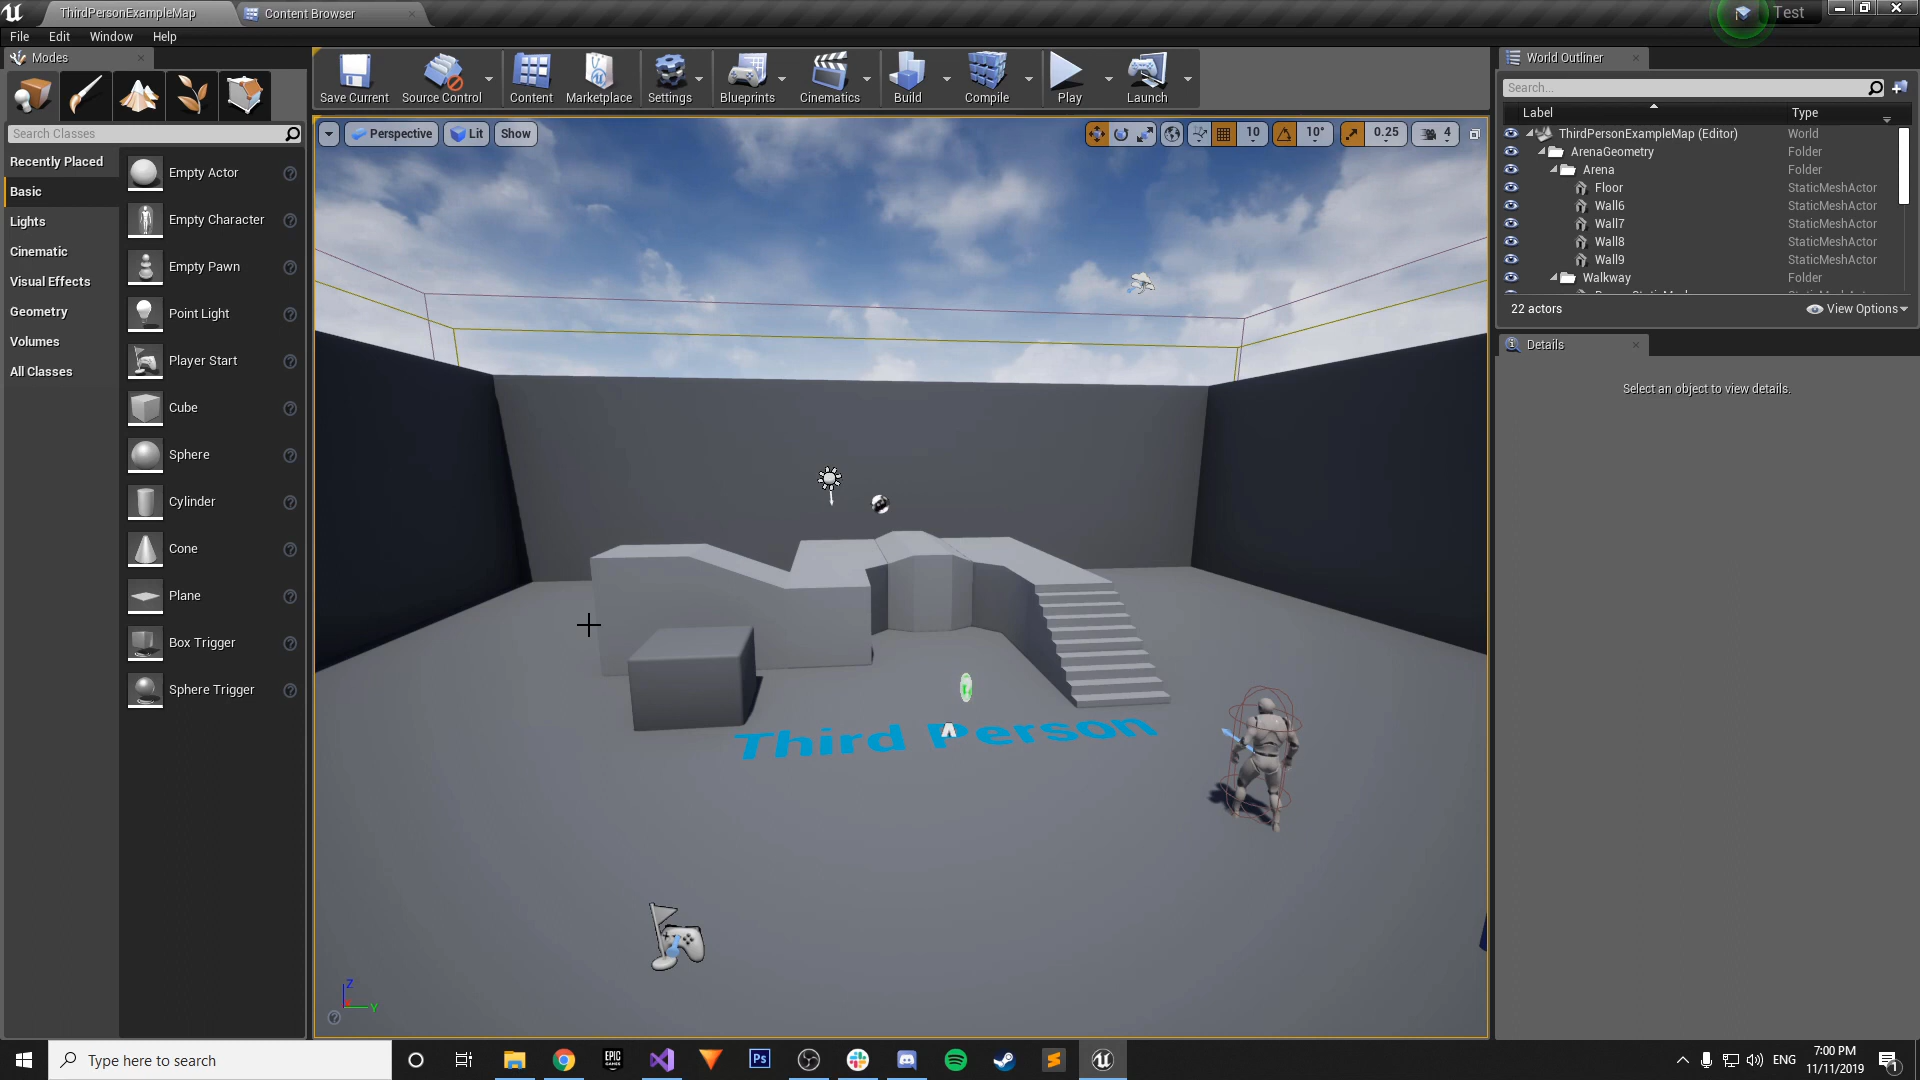 ThirdPersonExampleMap
Content Browser
Test
File Edit Window Help
Modes
Search Classes
Recently Placed
Basic
Lights
Cinematic
Visual Effects
Geometry
Volumes
All Classes
Empty Actor
Empty Character
Empty Pawn
Point Light
Player Start
Cube
Sphere
Cylinder
Cone
Plane
Box Trigger
Sphere Trigger
Save Current
Source Control
Content
Marketplace
Settings
Blueprints
Cinematics
Build
Compile
Play
Launch
Perspective
Lit
Show
10
10°
0.25
4
Third Person
Z
Y
World Outliner
Search...
Label Type
ThirdPersonExampleMap (Editor) World
ArenaGeometry Folder
Arena Folder
Floor StaticMeshActor
Wall6 StaticMeshActor
Wall7 StaticMeshActor
Wall8 StaticMeshActor
Wall9 StaticMeshActor
Walkway Folder
22 actors
View Options
Details
Select an object to view details.
Type here to search
EPIC
GAMES
Ps
ENG
7:00 PM
11/11/2019
1